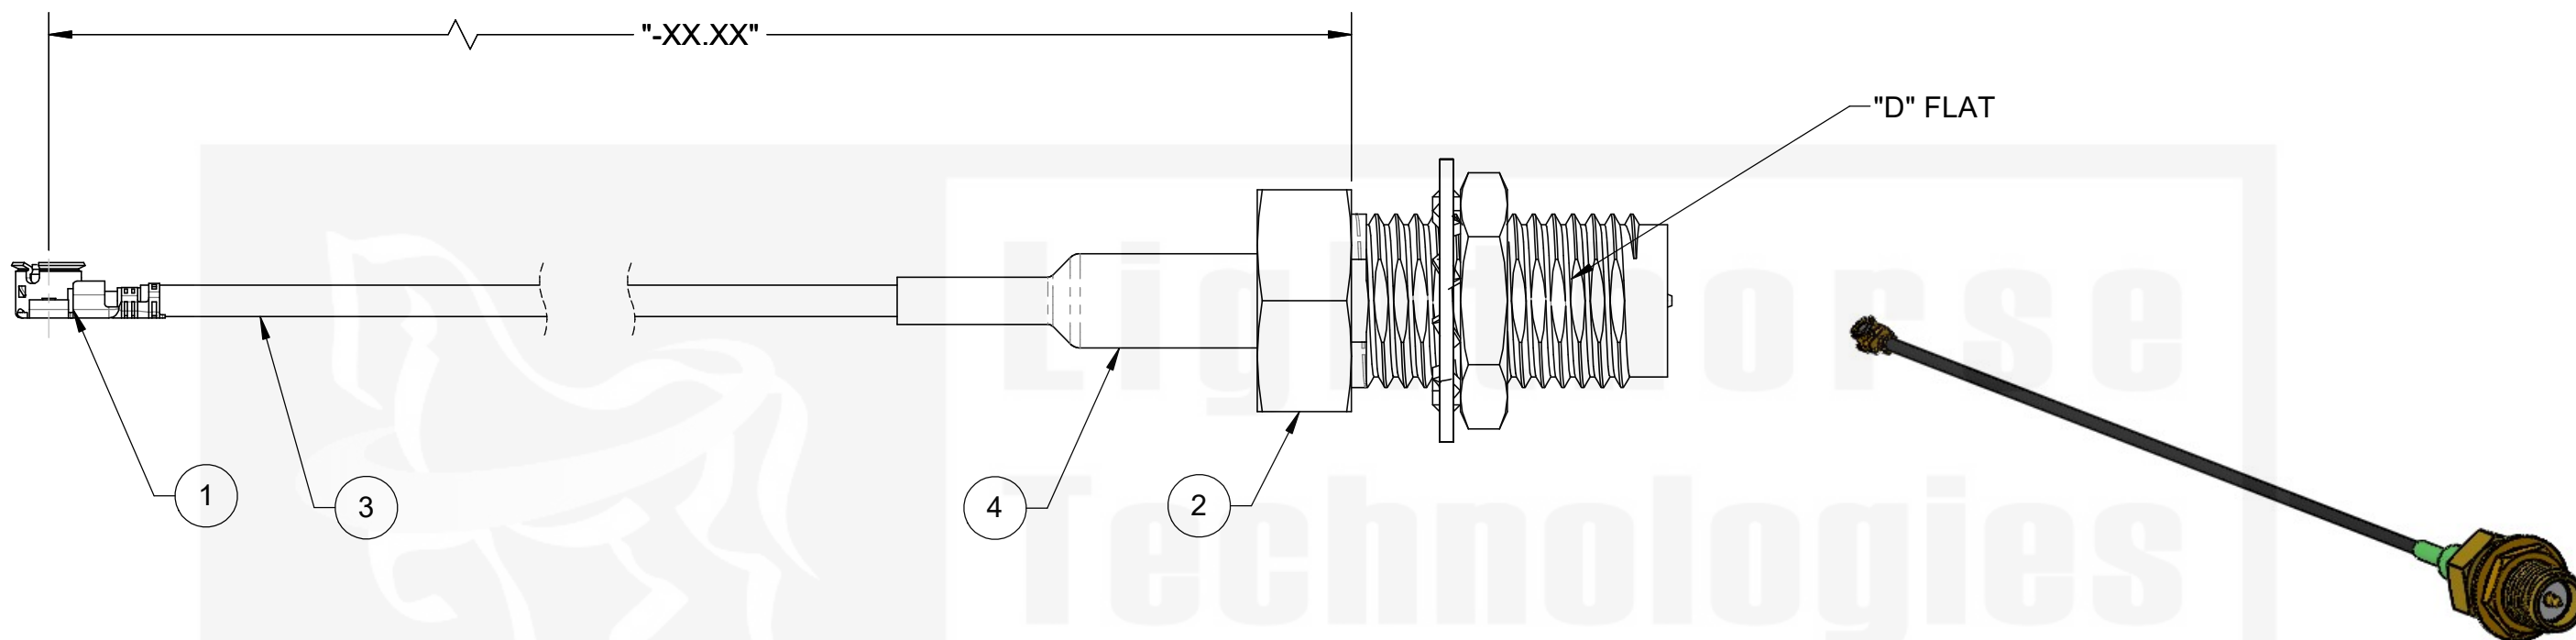 "-XX.XX"
"D" FLAT
Lighthorse
Technologies
1
3
4
2